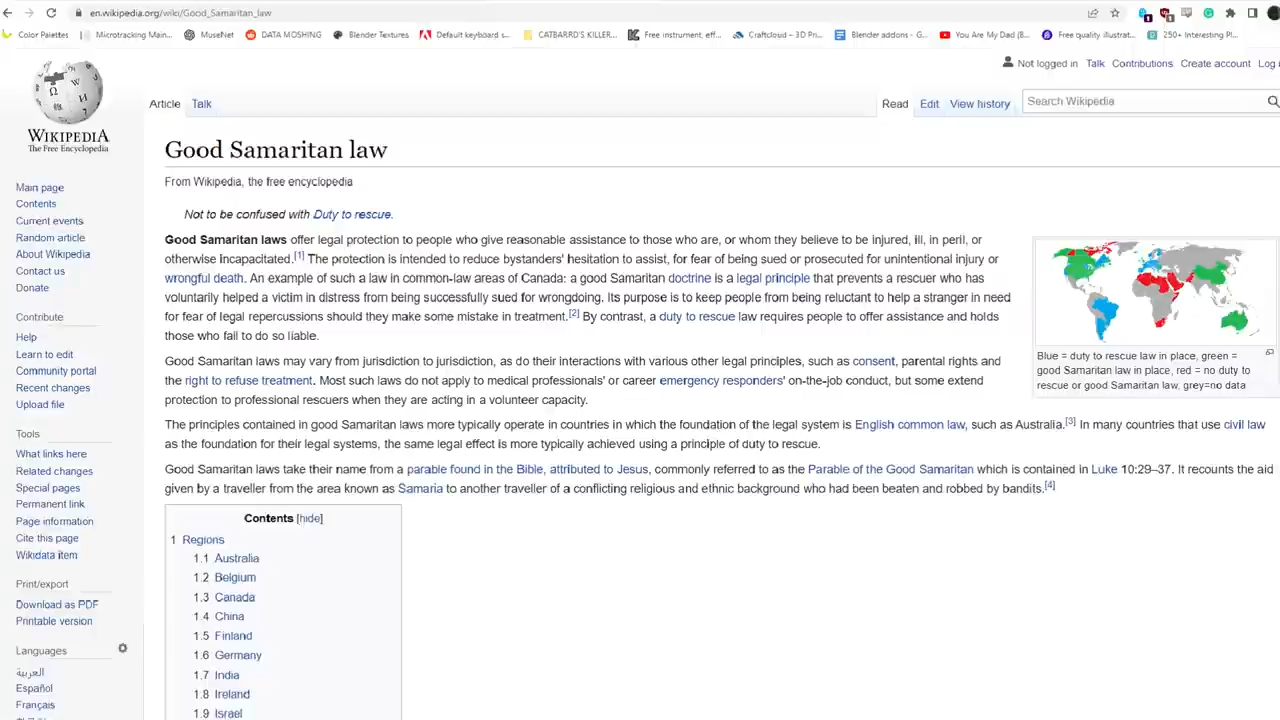 en.wikipedia.org/wiki/Good_Samaritan_law
Color Palettes
Microtracking Main...
MuseNet
DATA MOSHING
Blender Textures
Default keyboard s...
CATBARRD'S KILLER...
Free instrument, eff...
Craftcloud – 3D Pri...
Blender addons - G...
You Are My Dad (B...
Free quality illustrat...
250+ Interesting Pl...
Not logged in Talk Contributions Create account Log i
Article Talk
Read Edit View history Search Wikipedia
WIKIPEDIA
The Free Encyclopedia
Main page
Contents
Current events
Random article
About Wikipedia
Contact us
Donate
Contribute
Help
Learn to edit
Community portal
Recent changes
Upload file
Tools
What links here
Related changes
Special pages
Permanent link
Page information
Cite this page
Wikidata item
Print/export
Download as PDF
Printable version
Languages
العربية
Español
Français
Good Samaritan law
From Wikipedia, the free encyclopedia
Not to be confused with Duty to rescue.
Good Samaritan laws offer legal protection to people who give reasonable assistance to those who are, or whom they believe to be injured, ill, in peril, or
otherwise incapacitated.[1] The protection is intended to reduce bystanders' hesitation to assist, for fear of being sued or prosecuted for unintentional injury or
wrongful death. An example of such a law in common-law areas of Canada: a good Samaritan doctrine is a legal principle that prevents a rescuer who has
voluntarily helped a victim in distress from being successfully sued for wrongdoing. Its purpose is to keep people from being reluctant to help a stranger in need
for fear of legal repercussions should they make some mistake in treatment.[2] By contrast, a duty to rescue law requires people to offer assistance and holds
those who fail to do so liable.
Good Samaritan laws may vary from jurisdiction to jurisdiction, as do their interactions with various other legal principles, such as consent, parental rights and
the right to refuse treatment. Most such laws do not apply to medical professionals' or career emergency responders' on-the-job conduct, but some extend
protection to professional rescuers when they are acting in a volunteer capacity.
The principles contained in good Samaritan laws more typically operate in countries in which the foundation of the legal system is English common law, such as Australia.[3] In many countries that use civil law
as the foundation for their legal systems, the same legal effect is more typically achieved using a principle of duty to rescue.
Good Samaritan laws take their name from a parable found in the Bible, attributed to Jesus, commonly referred to as the Parable of the Good Samaritan which is contained in Luke 10:29–37. It recounts the aid
given by a traveller from the area known as Samaria to another traveller of a conflicting religious and ethnic background who had been beaten and robbed by bandits.[4]
Blue = duty to rescue law in place, green =
good Samaritan law in place, red = no duty to
rescue or good Samaritan law, grey=no data
Contents [hide]
1 Regions
1.1 Australia
1.2 Belgium
1.3 Canada
1.4 China
1.5 Finland
1.6 Germany
1.7 India
1.8 Ireland
1.9 Israel